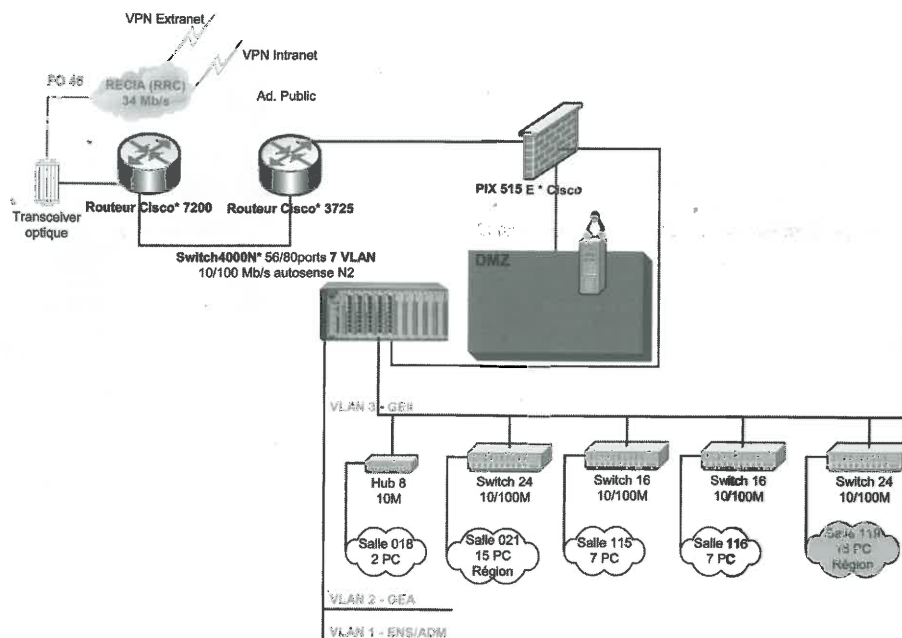 VPN Extranet
VPN Intranet
FO 46
RECIA (RRC)
34 Mb/s
Ad. Public
Transceiver
optique
Routeur Cisco* 7200
Routeur Cisco* 3725
PIX 515 E * Cisco
Switch4000N* 56/80ports 7 VLAN
10/100 Mb/s autosense N2
DMZ
VLAN 3 - GEII
Hub 8
10M
Switch 24
10/100M
Switch 16
10/100M
Switch 16
10/100M
Switch 24
10/100M
Salle 018
2 PC
Salle 021
15 PC
Région
Salle 115
7 PC
Salle 116
7 PC
Salle 119
PC
Région
VLAN 2 - GEA
VLAN 1 - ENS/ADM